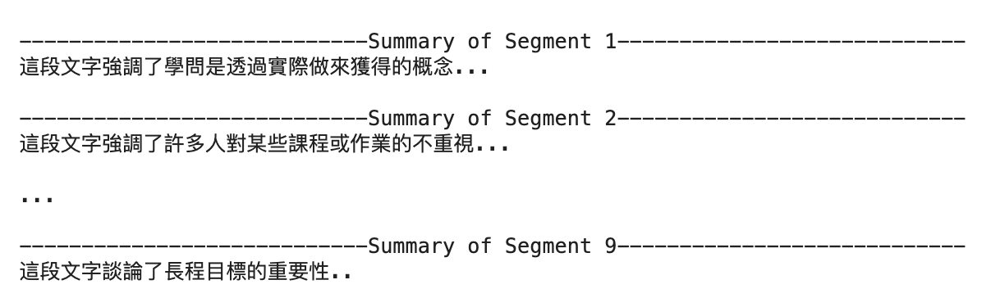 ----------------------------Summary of Segment 1----------------------------
這段文字強調了學問是透過實際做來獲得的概念...
----------------------------Summary of Segment 2----------------------------
這段文字強調了許多人對某些課程或作業的不重視...
...
----------------------------Summary of Segment 9----------------------------
這段文字談論了長程目標的重要性..